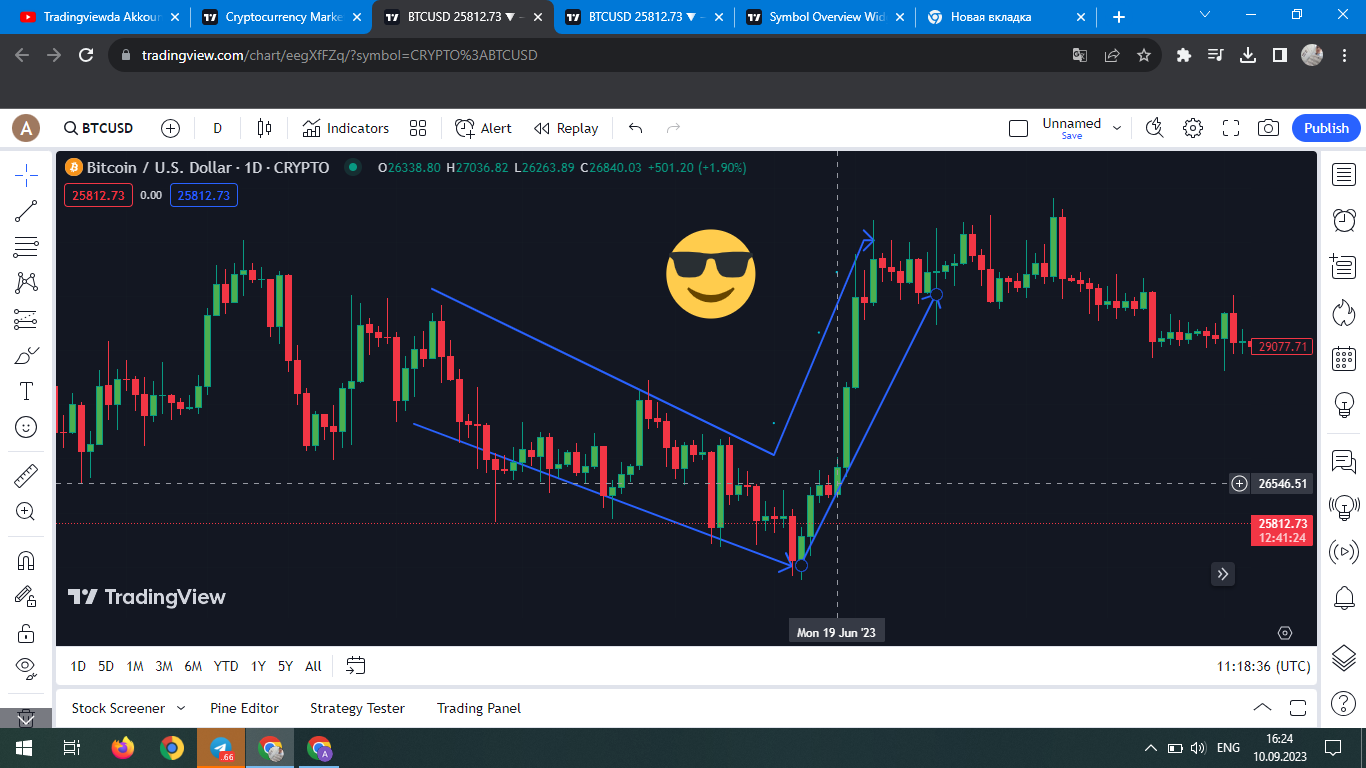 Tradingviewda Akkour
Cryptocurrency Marke
BTCUSD 25812.73 ▼ −
BTCUSD 25812.73 ▼ −
Symbol Overview Wid
Новая вкладка
tradingview.com/chart/eegXfFZq/?symbol=CRYPTO%3ABTCUSD
A BTCUSD D Indicators Alert Replay Unnamed Publish
Save
Bitcoin / U.S. Dollar · 1D · CRYPTO O26338.80 H27036.82 L26263.89 C26840.03 +501.20 (+1.90%)
25812.73 0.00 25812.73
29077.71
26546.51
25812.73
12:41:24
TradingView
Mon 19 Jun '23
1D 5D 1M 3M 6M YTD 1Y 5Y All 11:18:36 (UTC)
Stock Screener Pine Editor Strategy Tester Trading Panel
.66 A ENG 16:24
10.09.2023